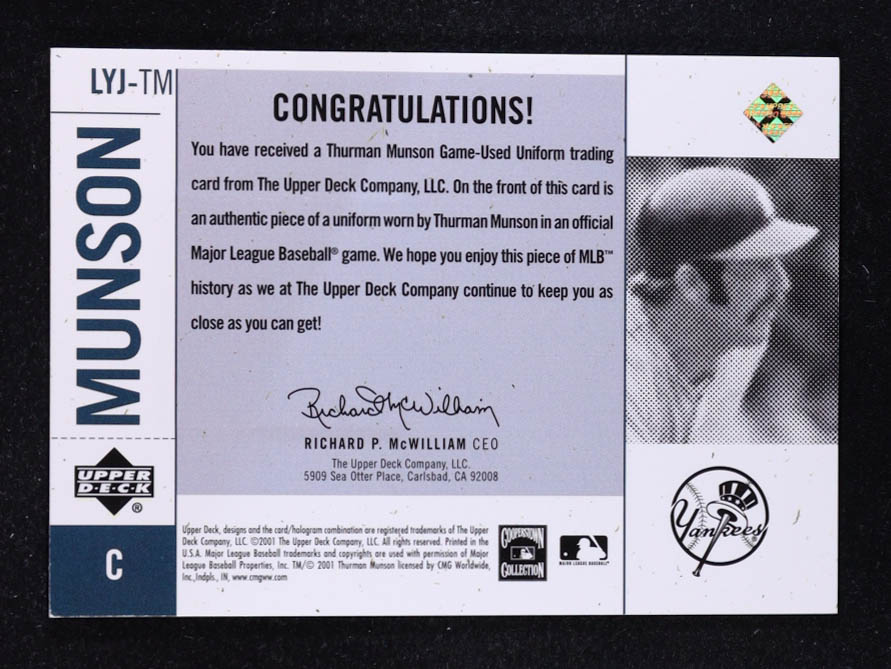 LYJ-TM
MUNSON
UPPER
D·E·C·K
®
C
CONGRATULATIONS!
You have received a Thurman Munson Game-Used Uniform trading
card from The Upper Deck Company, LLC. On the front of this card is
an authentic piece of a uniform worn by Thurman Munson in an official
Major League Baseball® game. We hope you enjoy this piece of MLB™
history as we at The Upper Deck Company continue to keep you as
close as you can get!
Richard P McWilliam
RICHARD P. McWILLIAM CEO
The Upper Deck Company, LLC.
5909 Sea Otter Place, Carlsbad, CA 92008
Upper Deck, designs and the card/hologram combination are registered trademarks of The Upper
Deck Company, LLC. ©2001 The Upper Deck Company, LLC. All rights reserved. Printed in the
U.S.A. Major League Baseball trademarks and copyrights are used with permission of Major
League Baseball Properties, Inc. TM/© 2001 Thurman Munson licensed by CMG Worldwide,
Inc., Indpls., IN, www.cmgww.com
COOPERSTOWN
COLLECTION
MAJOR LEAGUE BASEBALL®
Yankees